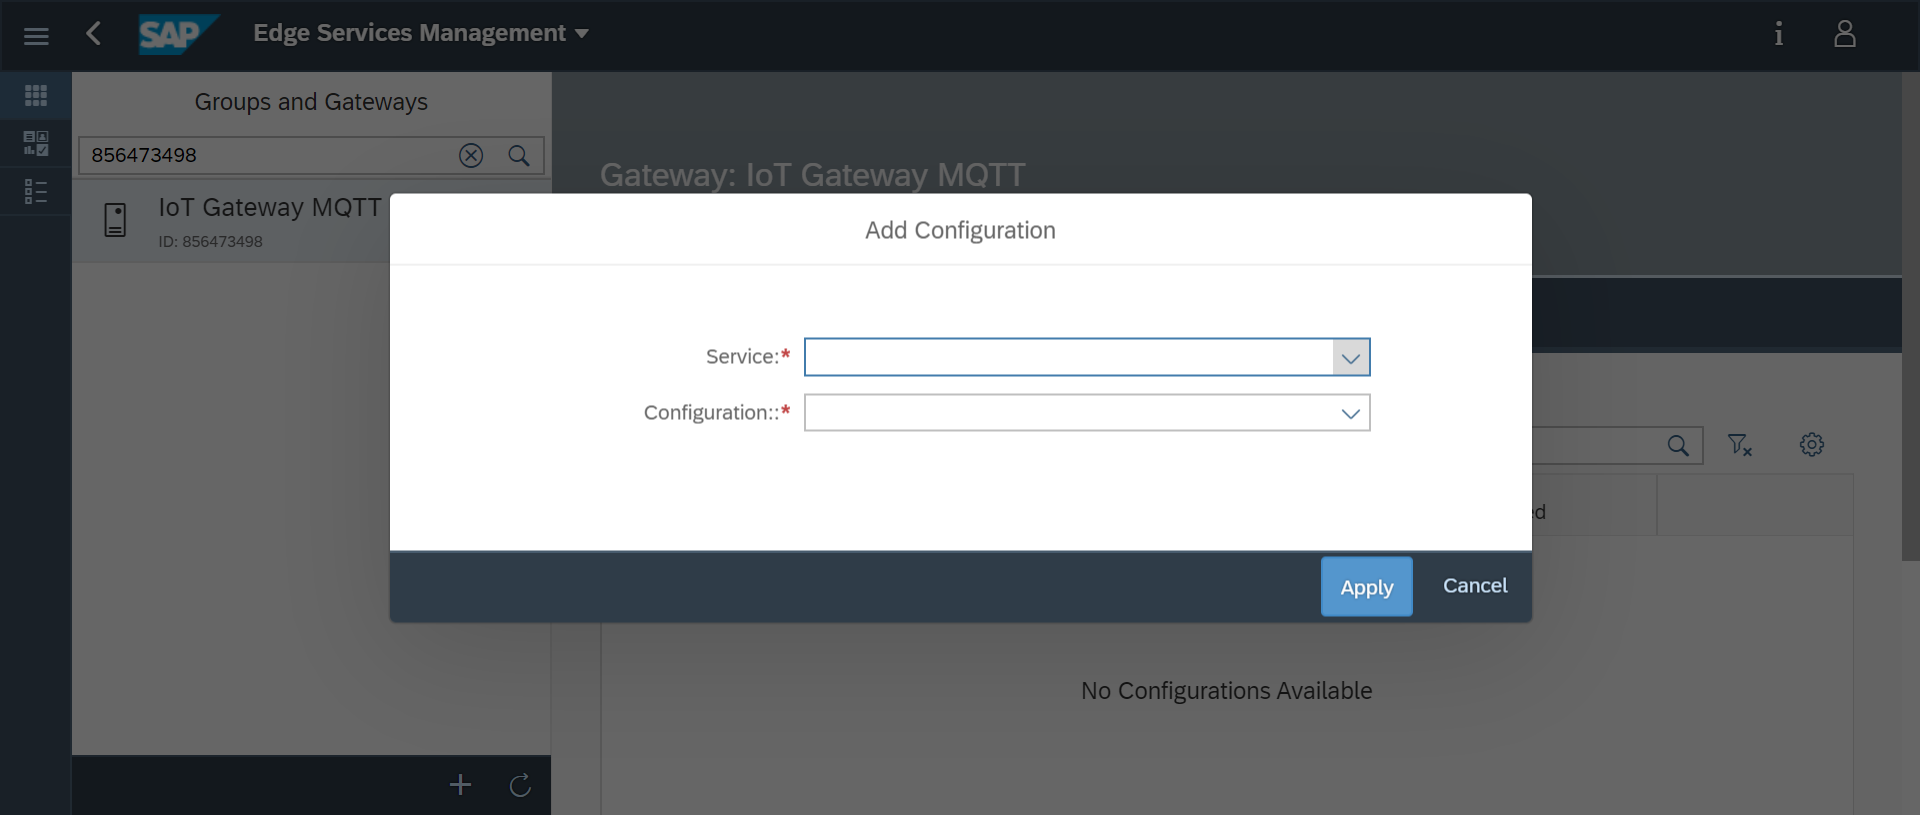 SAP
Edge Services Management
i
Groups and Gateways
856473498
IoT Gateway MQTT
ID: 856473498
Gateway: IoT Gateway MQTT
Add Configuration
Service:*
Configuration::*
Apply
Cancel
ed
No Configurations Available